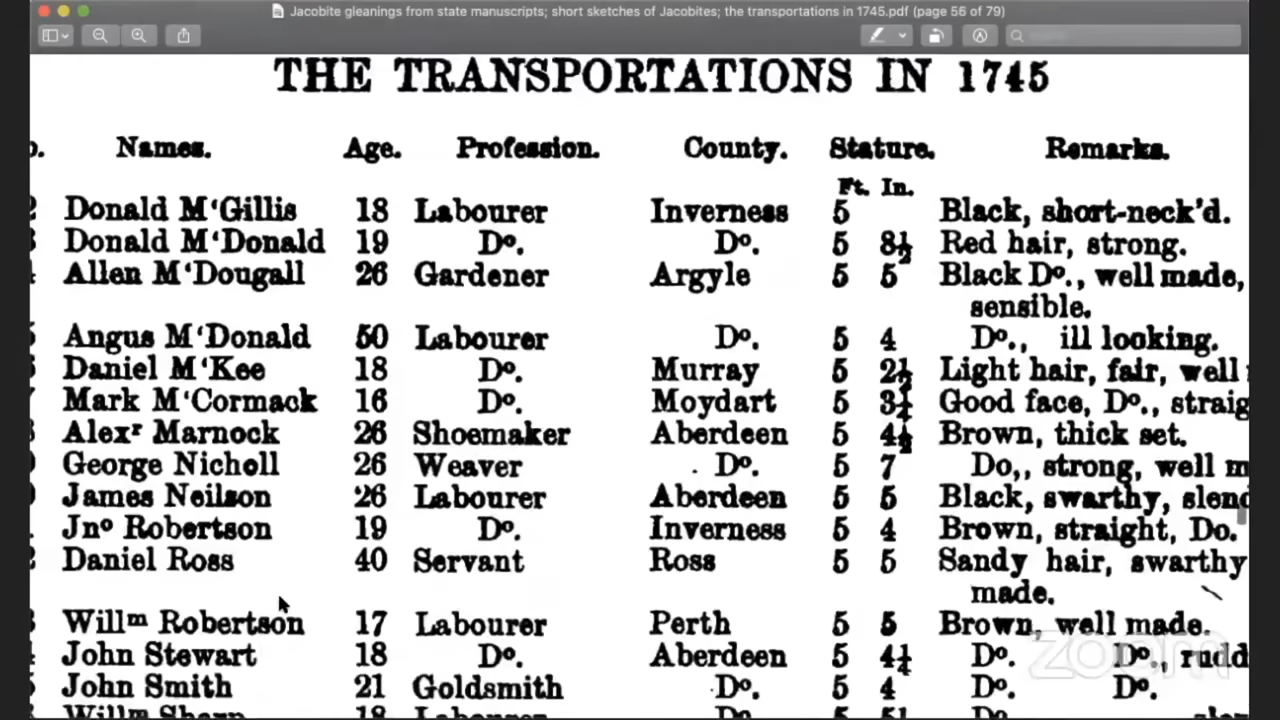 Jacobite gleanings from state manuscripts; short sketches of Jacobites; the transportations in 1745.pdf (page 56 of 79)
THE TRANSPORTATIONS IN 1745
Names. Age. Profession. County. Stature. Remarks.
Ft. In.
Donald M'Gillis 18 Labourer Inverness 5 Black, short-neck'd.
Donald M'Donald 19 Do. Do. 5 8½ Red hair, strong.
Allen M'Dougall 26 Gardener Argyle 5 5 Black Do., well made,
sensible.
Angus M'Donald 50 Labourer Do. 5 4 Do., ill looking.
Daniel M'Kee 18 Do. Murray 5 2½ Light hair, fair, well
Mark M'Cormack 16 Do. Moydart 5 Good face, Do.,
Alexr Marnock 26 Shoemaker Aberdeen 5 4½ Brown, thick set.
George Nicholl 26 Weaver Do. 5 7 Do,, strong, well
James Neilson 26 Labourer Aberdeen 5 5 Black, swarthy,
Jno Robertson 19 Do. Inverness 5 4 Brown, straight, Do.
Daniel Ross 40 Servant Ross 5 5 Sandy hair, swarthy
made.
Willm Robertson 17 Labourer Perth 5 5 Brown, well made.
John Stewart 18 Do. Aberdeen 5 4¼ Do. Do.,
zoom
John Smith 21 Goldsmith Do. 5 4 Do. Do.